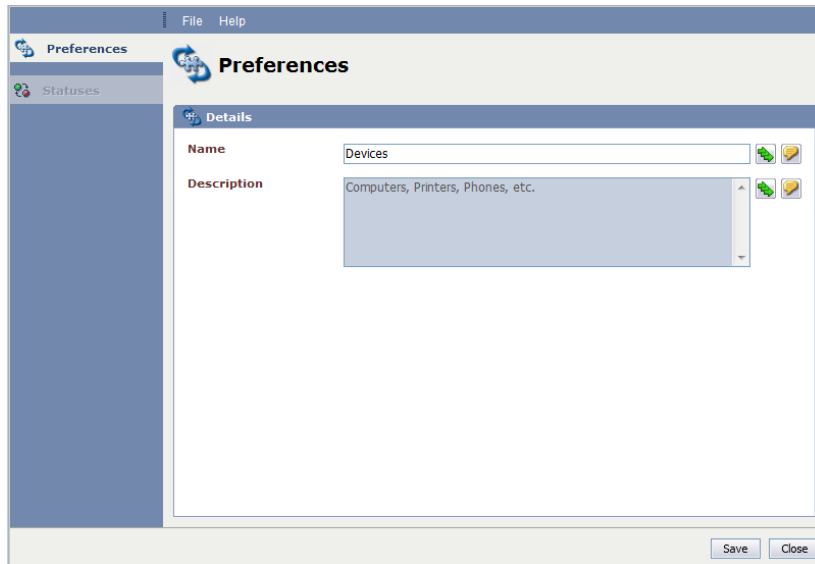 File Help
Preferences
Statuses
Preferences
Details
Name
Devices
Description
Computers, Printers, Phones, etc.
Save Close